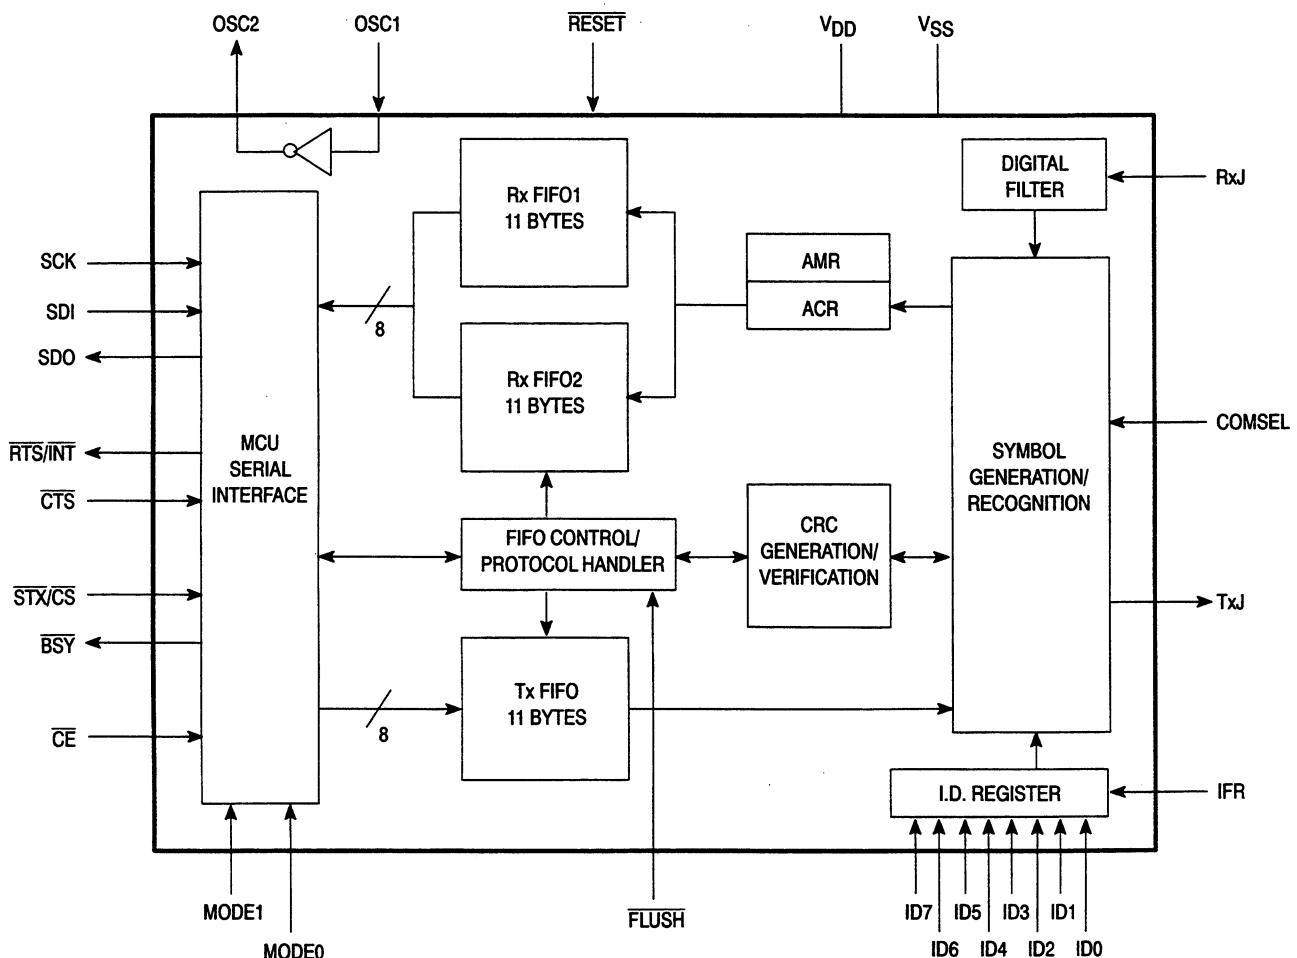 OSC2
OSC1
RESET
VDD
VSS
Rx FIFO1
11 BYTES
DIGITAL
FILTER
RxJ
SCK
SDI
SDO
RTS/INT
CTS
STX/CS
BSY
CE
MCU
SERIAL
INTERFACE
8
AMR
ACR
Rx FIFO2
11 BYTES
COMSEL
SYMBOL
GENERATION/
RECOGNITION
FIFO CONTROL/
PROTOCOL HANDLER
CRC
GENERATION/
VERIFICATION
TxJ
8
Tx FIFO
11 BYTES
I.D. REGISTER
IFR
MODE1
MODE0
FLUSH
ID7
ID6
ID5
ID4
ID3
ID2
ID1
ID0